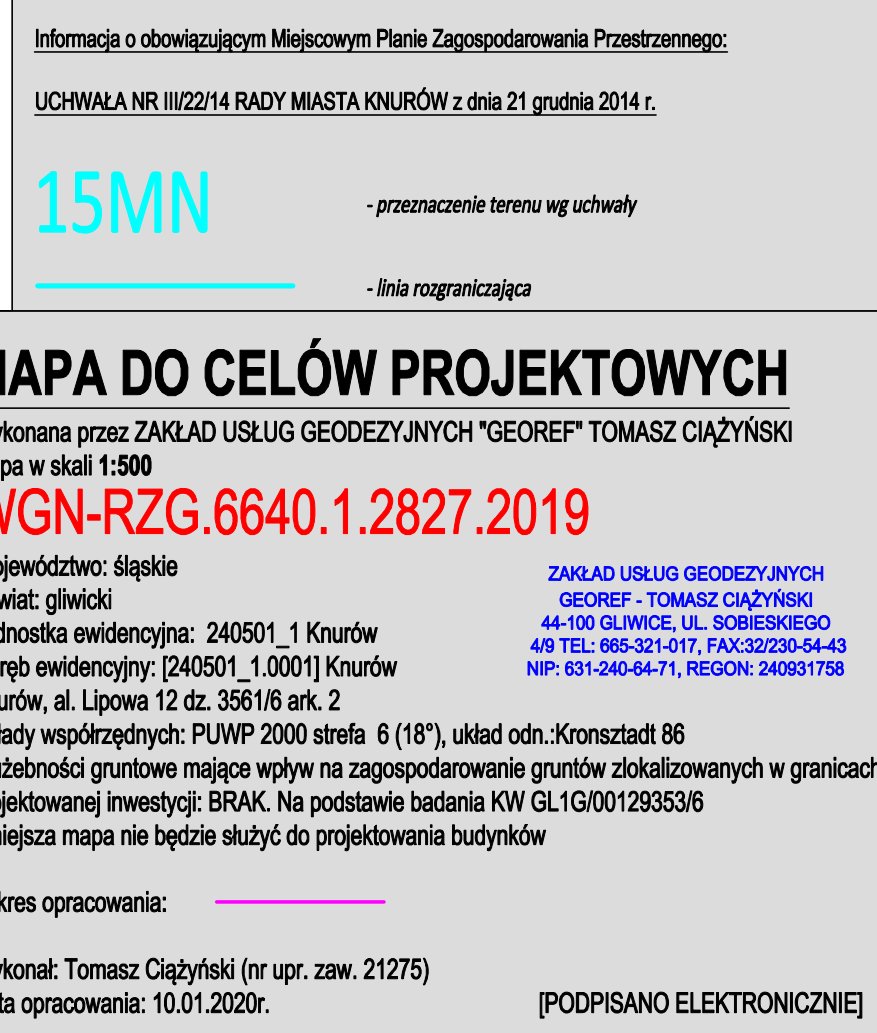 Informacja o obowiązującym Miejscowym Planie Zagospodarowania Przestrzennego:
UCHWAŁA NR III/22/14 RADY MIASTA KNURÓW z dnia 21 grudnia 2014 r.
15MN
- przeznaczenie terenu wg uchwały
- linia rozgraniczająca
MAPA DO CELÓW PROJEKTOWYCH
ykonana przez ZAKŁAD USŁUG GEODEZYJNYCH "GEOREF" TOMASZ CIĄŻYŃSKI
pa w skali 1:500
WGN-RZG.6640.1.2827.2019
ojewództwo: śląskie
wiat: gliwicki
dnostka ewidencyjna: 240501_1 Knurów
ręb ewidencyjny: [240501_1.0001] Knurów
urów, al. Lipowa 12 dz. 3561/6 ark. 2
ZAKŁAD USŁUG GEODEZYJNYCH
GEOREF - TOMASZ CIĄŻYŃSKI
44-100 GLIWICE, UL. SOBIESKIEGO
4/9 TEL: 665-321-017, FAX:32/230-54-43
NIP: 631-240-64-71, REGON: 240931758
łady współrzędnych: PUWP 2000 strefa 6 (18°), układ odn.:Kronsztadt 86
użebności gruntowe mające wpływ na zagospodarowanie gruntów zlokalizowanych w granicach
ojektowanej inwestycji: BRAK. Na podstawie badania KW GL1G/00129353/6
niejsza mapa nie będzie służyć do projektowania budynków
kres opracowania:
ykonał: Tomasz Ciążyński (nr upr. zaw. 21275)
ta opracowania: 10.01.2020r.
[PODPISANO ELEKTRONICZNIE]